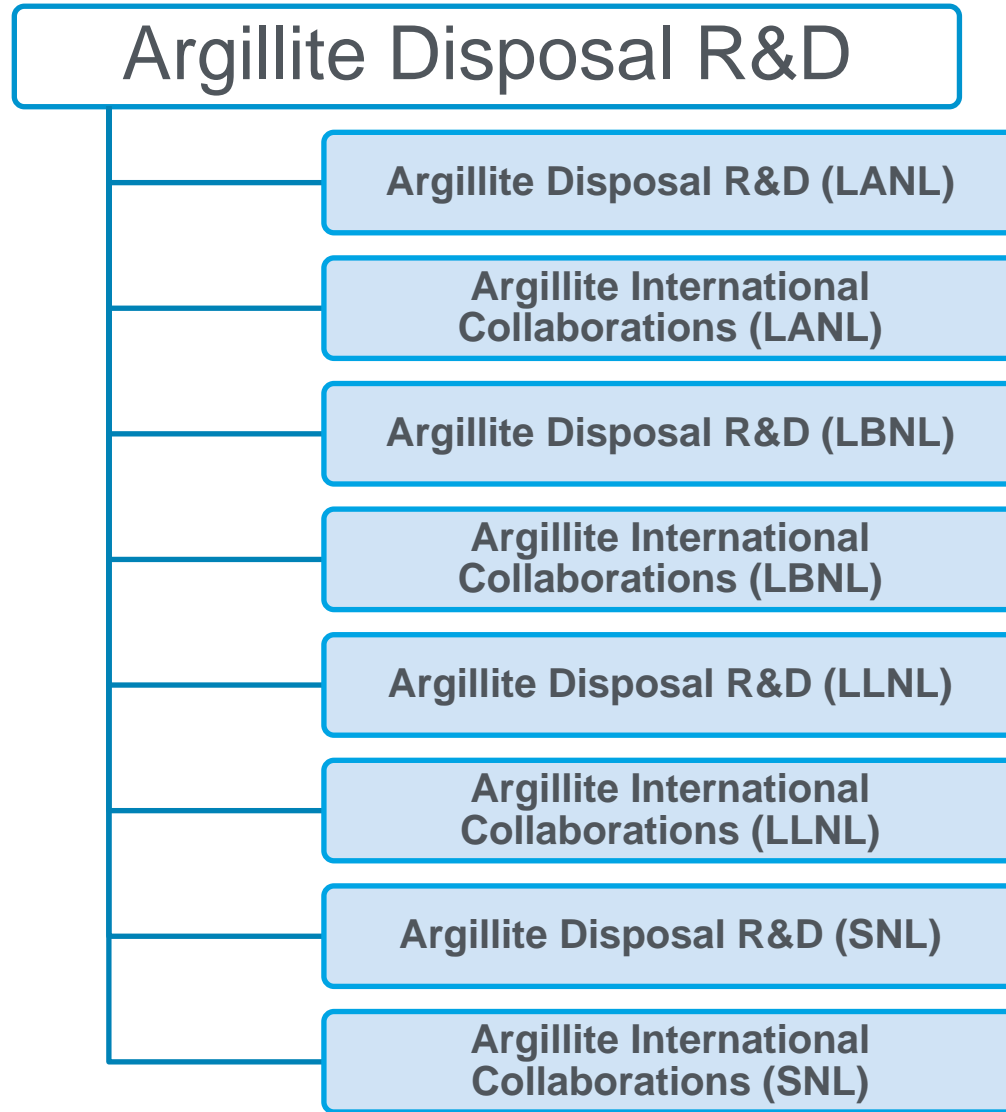 Argillite Disposal R&D
Argillite Disposal R&D (LANL)
Argillite International
Collaborations (LANL)
Argillite Disposal R&D (LBNL)
Argillite International
Collaborations (LBNL)
Argillite Disposal R&D (LLNL)
Argillite International
Collaborations (LLNL)
Argillite Disposal R&D (SNL)
Argillite International
Collaborations (SNL)